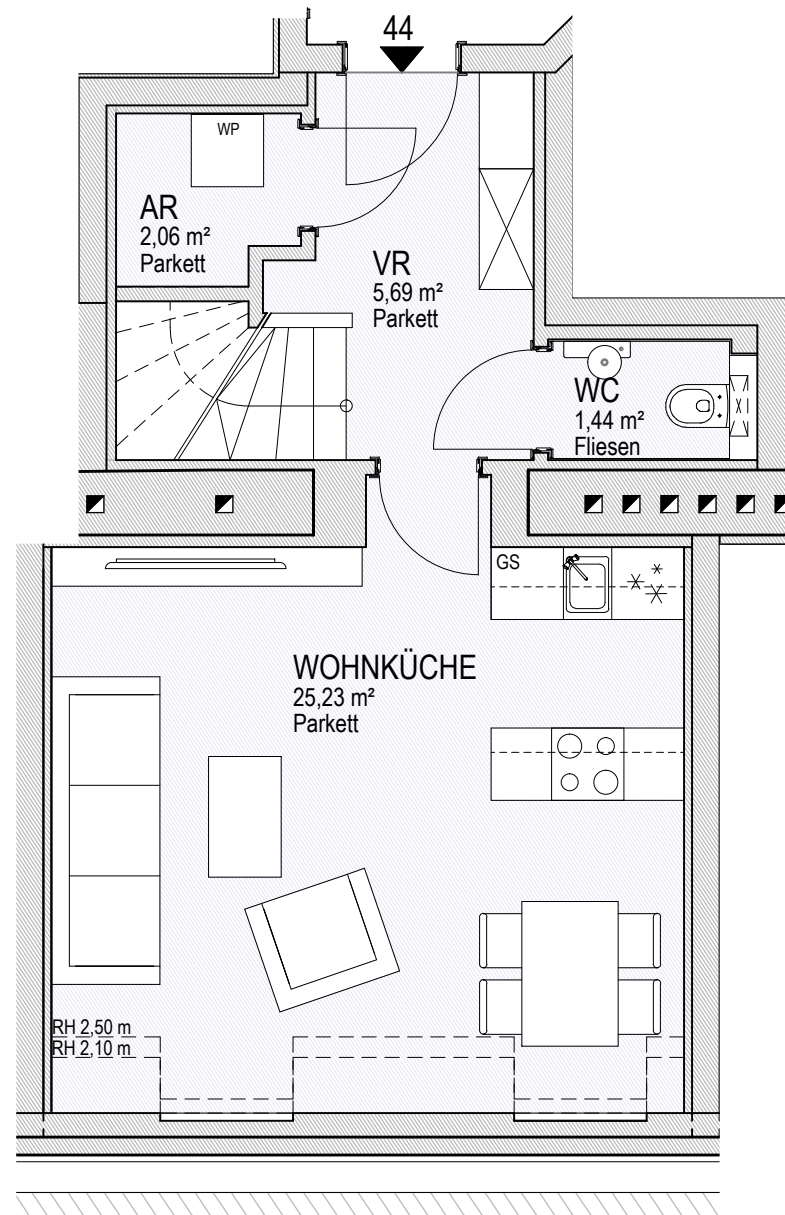 44
WP
AR
2,06 m²
Parkett
VR
5,69 m²
Parkett
WC
1,44 m²
Fliesen
GS
WOHNKÜCHE
25,23 m²
Parkett
RH 2,50 m
RH 2,10 m